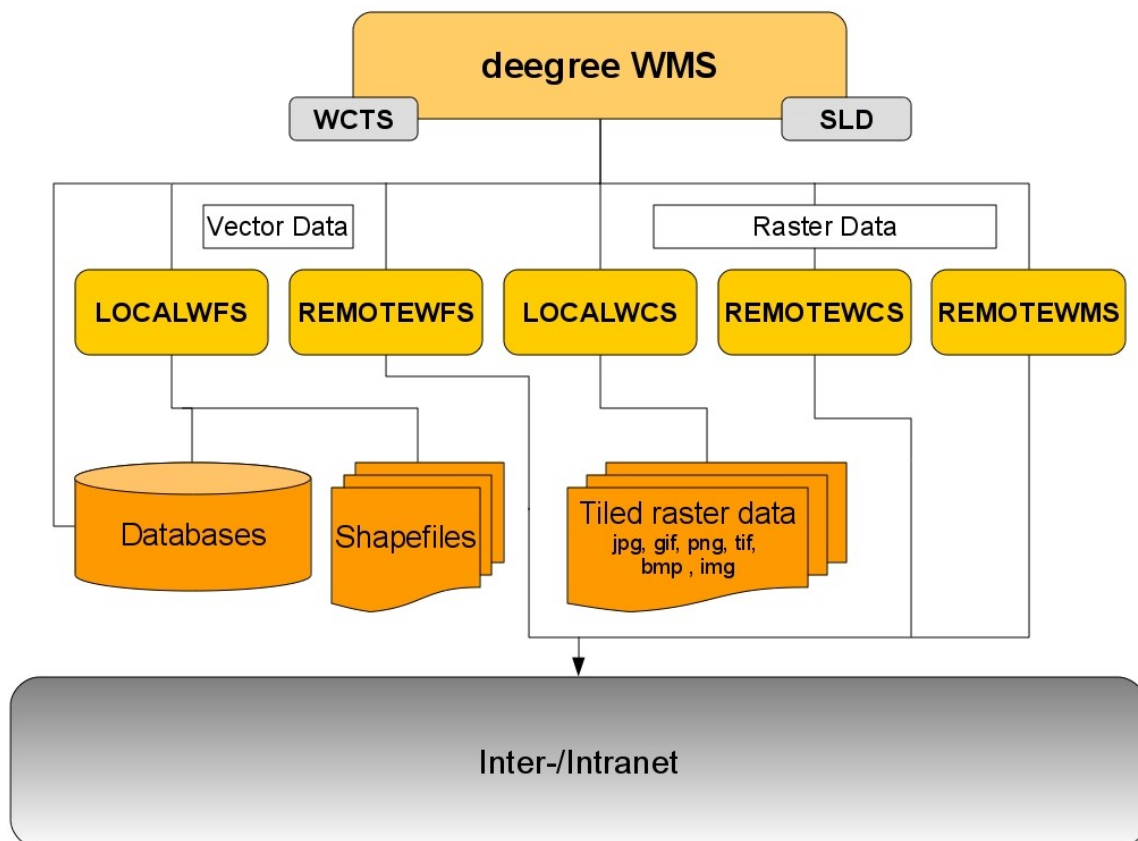 deegree WMS
WCTS
SLD
Vector Data
Raster Data
LOCALWFS
REMOTEWFS
LOCALWCS
REMOTEWCS
REMOTEWMS
Databases
Shapefiles
Tiled raster data
jpg, gif, png, tif,
bmp , img
Inter-/Intranet